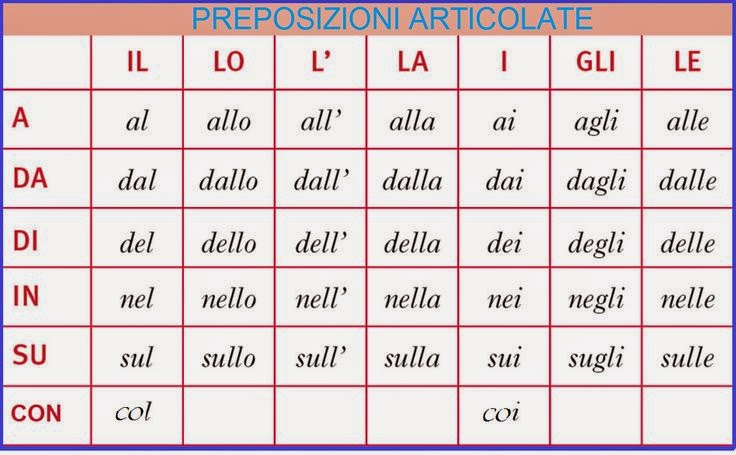 PREPOSIZIONI ARTICOLATE
IL LO L' LA I GLI LE
A al allo all' alla ai agli alle
DA dal dallo dall' dalla dai dagli dalle
DI del dello dell' della dei degli delle
IN nel nello nell' nella nei negli nelle
SU sul sullo sull' sulla sui sugli sulle
CON col coi